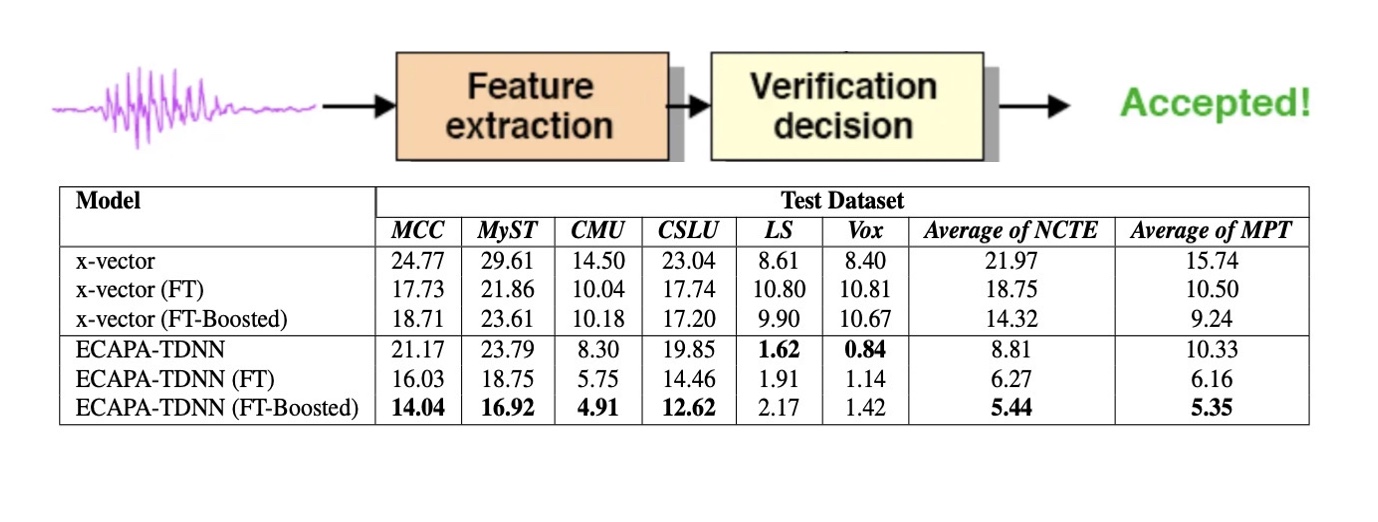 Feature
extraction
Verification
decision
Accepted!
Model Test Dataset
MCC MyST CMU CSLU LS Vox Average of NCTE Average of MPT
x-vector 24.77 29.61 14.50 23.04 8.61 8.40 21.97 15.74
x-vector (FT) 17.73 21.86 10.04 17.74 10.80 10.81 18.75 10.50
x-vector (FT-Boosted) 18.71 23.61 10.18 17.20 9.90 10.67 14.32 9.24
ECAPA-TDNN 21.17 23.79 8.30 19.85 1.62 0.84 8.81 10.33
ECAPA-TDNN (FT) 16.03 18.75 5.75 14.46 1.91 1.14 6.27 6.16
ECAPA-TDNN (FT-Boosted) 14.04 16.92 4.91 12.62 2.17 1.42 5.44 5.35